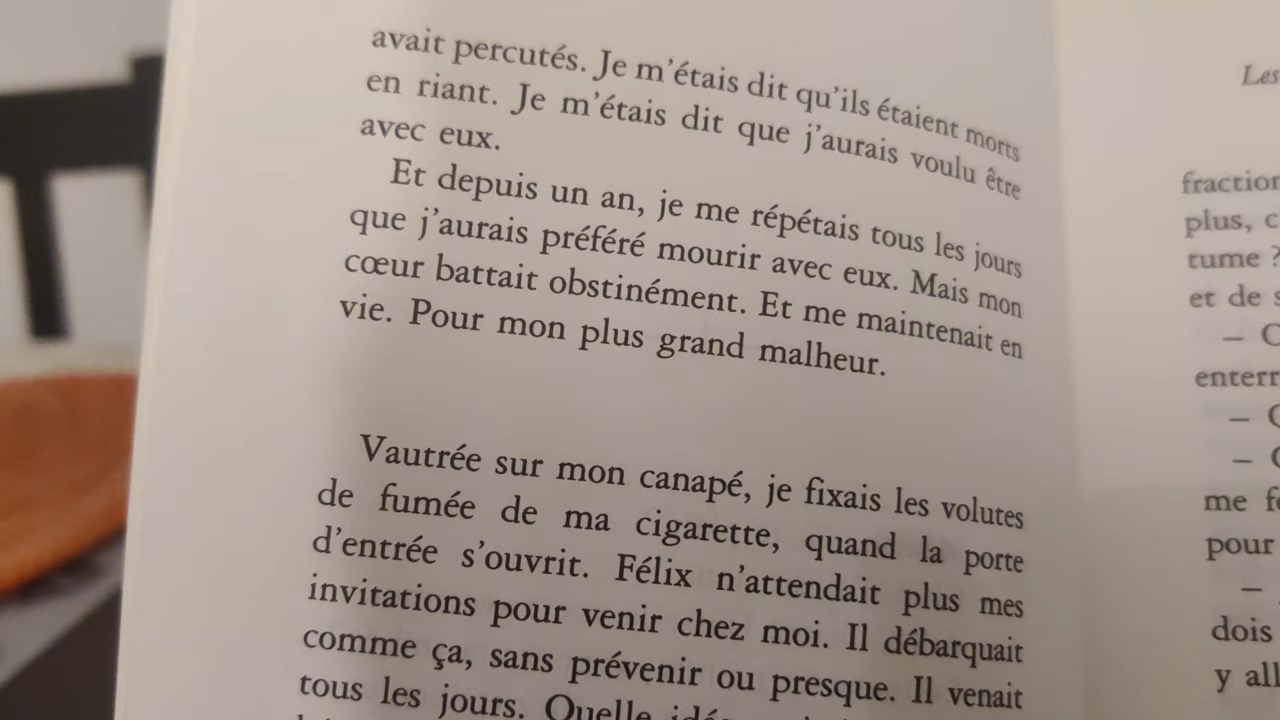 avait percutés. Je m'étais dit qu'ils étaient morts
en riant. Je m'étais dit que j'aurais voulu être
avec eux.
Et depuis un an, je me répétais tous les jours
que j'aurais préféré mourir avec eux. Mais mon
cœur battait obstinément. Et me maintenait en
vie. Pour mon plus grand malheur.
Vautrée sur mon canapé, je fixais les volutes
de fumée de ma cigarette, quand la porte
d'entrée s'ouvrit. Félix n'attendait plus mes
invitations pour venir chez moi. Il débarquait
comme ça, sans prévenir ou presque. Il venait
tous les jours. Quelle
Les
fraction
plus, c
tume ?
et de s
–
enterr
–
–
me
pour
–
dois
y all